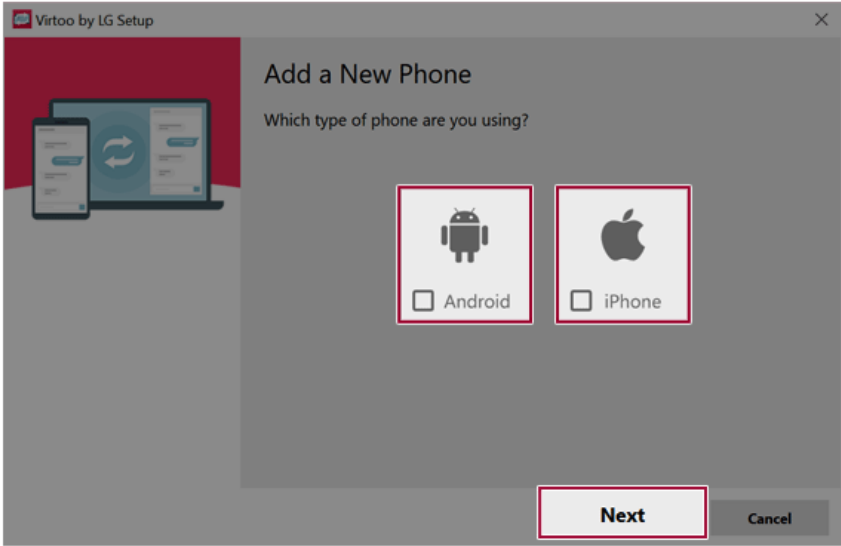 Virtoo by LG Setup
Add a New Phone
Which type of phone are you using?
Android
iPhone
Next
Cancel